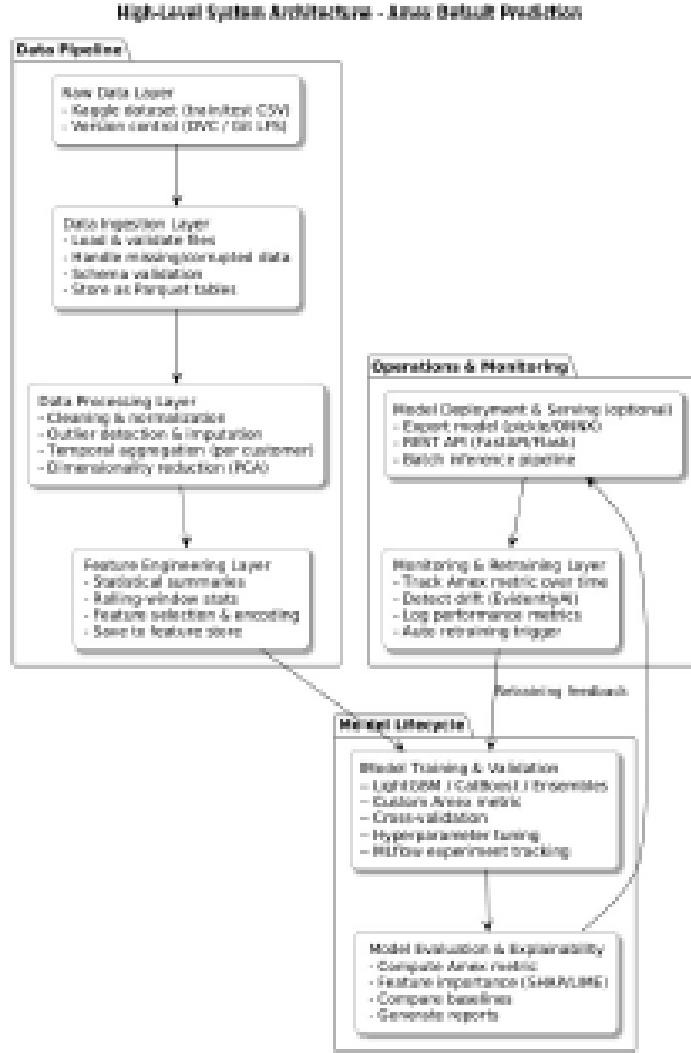 High-Level System Architecture - Amex Default Prediction
Data Pipeline
Raw Data Layer
- Kaggle dataset (train/test CSV)
- Version control (DVC / Git LFS)
Data Ingestion Layer
- Load & validate files
- Handle missing/corrupted data
- Schema validation
- Store as Parquet tables
Data Processing Layer
- Cleaning & normalization
- Outlier detection & imputation
- Temporal aggregation (per customer)
- Dimensionality reduction (PCA)
Feature Engineering Layer
- Statistical summaries
- Rolling-window stats
- Feature selection & encoding
- Save to feature store
Operations & Monitoring
Model Deployment & Serving (optional)
- Export model (pickle/ONNX)
- REST API (FastAPI/Flask)
- Batch inference pipeline
Monitoring & Retraining Layer
- Track Amex metric over time
- Detect drift (EvidentlyAI)
- Log performance metrics
- Auto retraining trigger
Retraining feedback
Model Lifecycle
Model Training & Validation
- LightGBM / CatBoost / Ensembles
- Custom Amex metric
- Cross-validation
- Hyperparameter tuning
- MLflow experiment tracking
Model Evaluation & Explainability
- Compute Amex metric
- Feature importance (SHAP/LIME)
- Compare baselines
- Generate reports